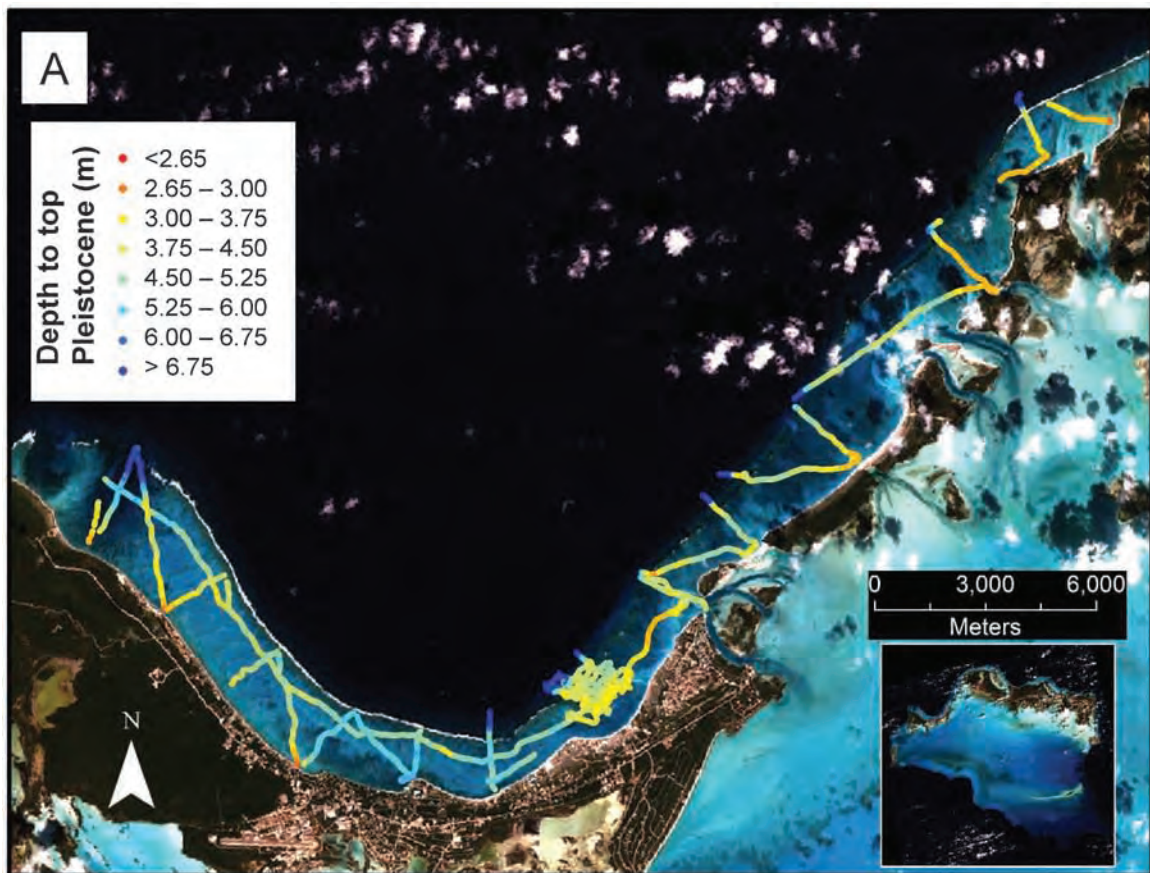 A
Depth to top
Pleistocene (m)
<2.65
2.65 – 3.00
3.00 – 3.75
3.75 – 4.50
4.50 – 5.25
5.25 – 6.00
6.00 – 6.75
> 6.75
N
0 3,000 6,000
Meters